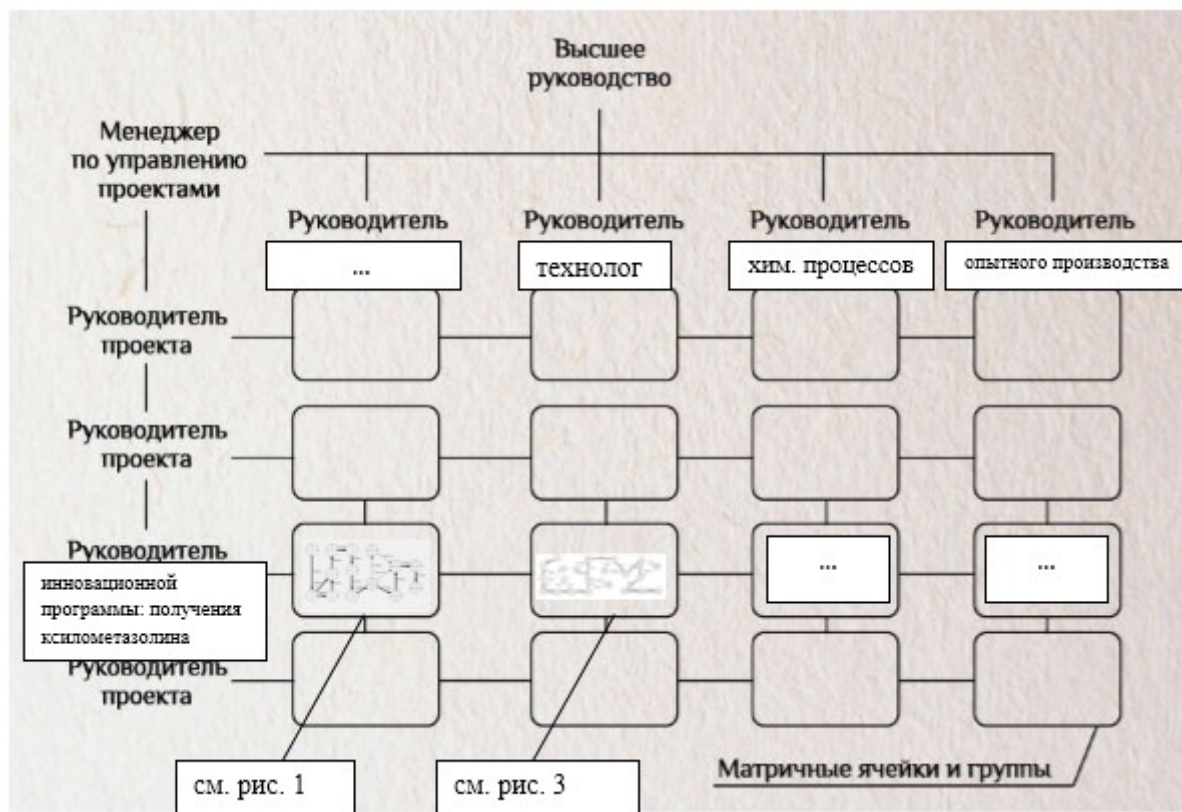 Высшее
руководство
Менеджер
по управлению
проектами
Руководитель
Руководитель
Руководитель
Руководитель
...
технолог
хим. процессов
опытного производства
Руководитель
проекта
Руководитель
проекта
Руководитель
инновационной
программы: получения
ксилометазолина
...
...
Руководитель
проекта
см. рис. 1
см. рис. 3
Матричные ячейки и группы